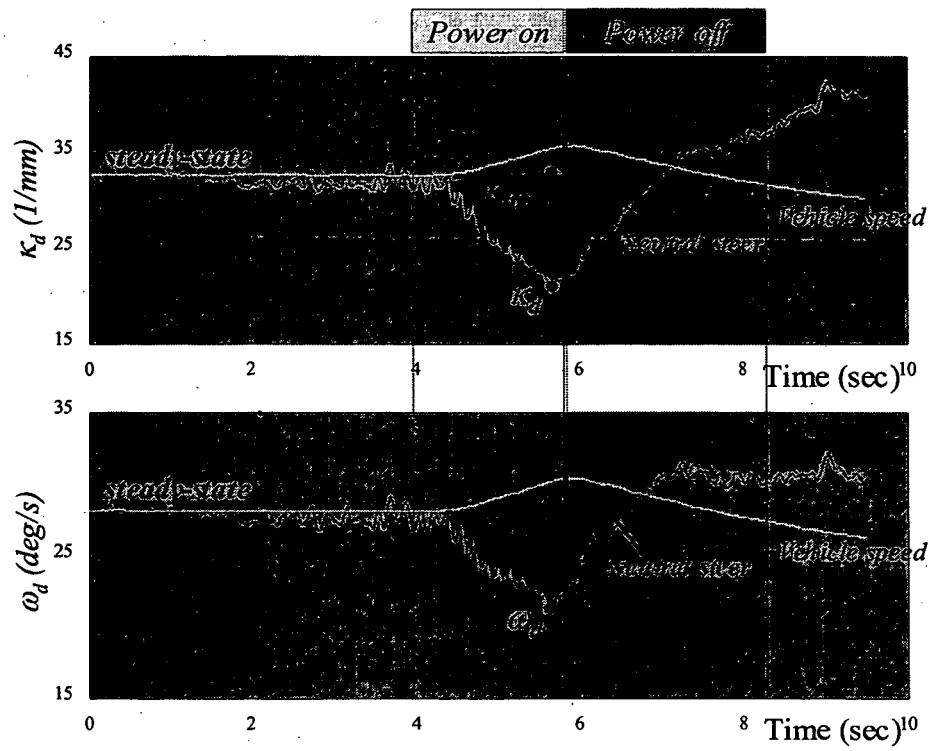 Power on Power off
45
35
25
15
κd (1/mm)
steady-state
Vehicle speed
Neutral steer
κd
0 2 4 6 8 Time (sec) 10
35
25
15
ωd (deg/s)
steady-state
Vehicle speed
Neutral steer
ωd
0 2 4 6 8 Time (sec) 10